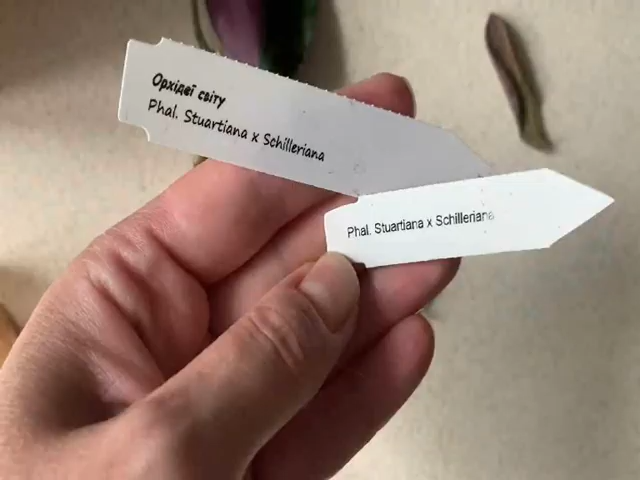 Орхідеї світу
Phal. Stuartiana x Schilleriana
Phal. Stuartiana x Schilleriana